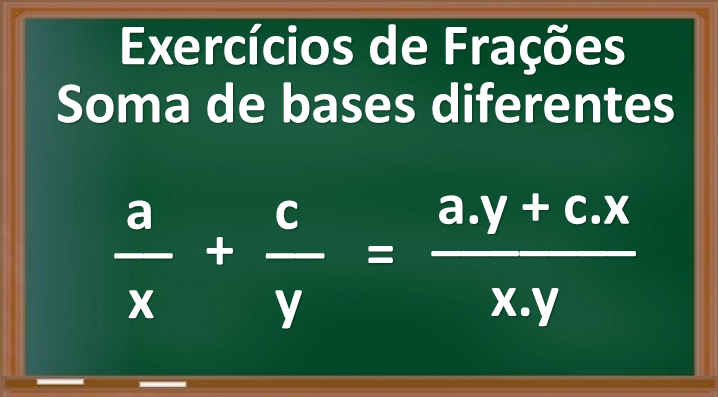 Exercícios de Frações
Soma de bases diferentes
a/x + c/y = (a.y + c.x)/(x.y)